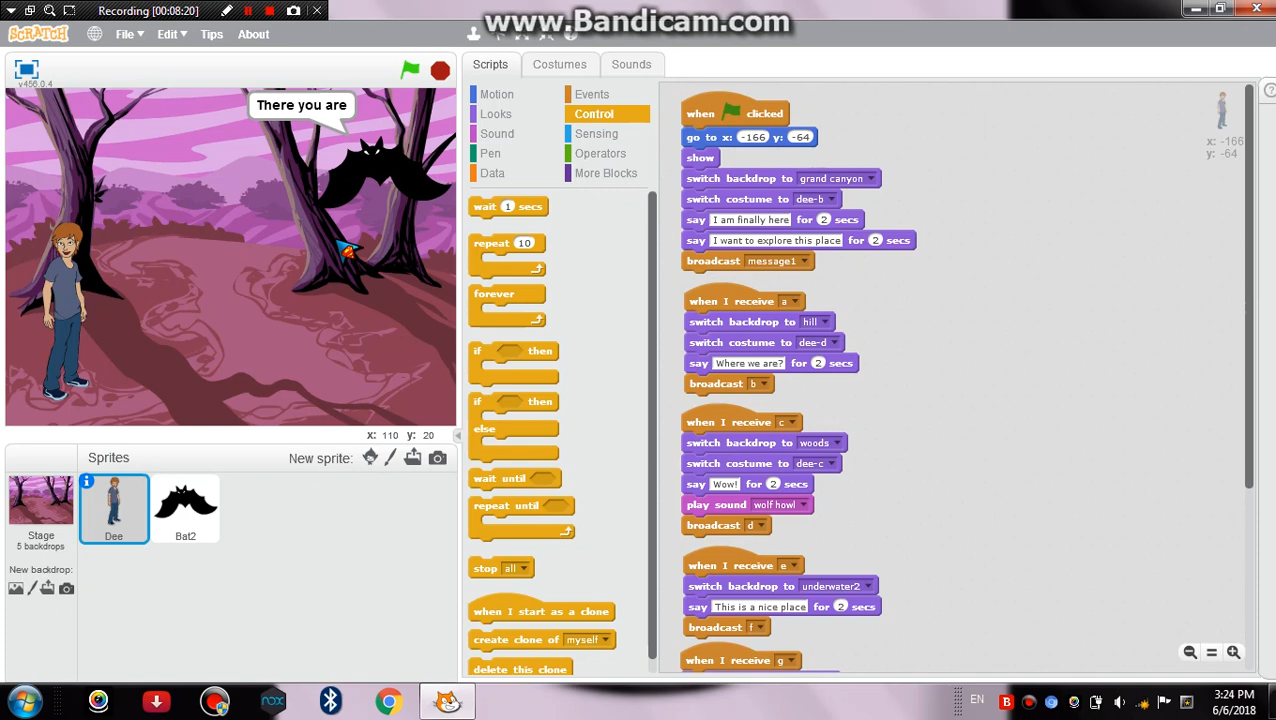 Recording [00:08:20]
www.Bandicam.com
SCRATCH
File
Edit
Tips
About
v456.0.4
Scripts
Costumes
Sounds
There you are
Motion
Events
Looks
Control
Sound
Sensing
Pen
Operators
Data
More Blocks
wait 1 secs
repeat 10
forever
if then
if then
else
wait until
repeat until
stop all
when I start as a clone
create clone of myself
delete this clone
when clicked
go to x: -166 y: -64
show
switch backdrop to grand canyon
switch costume to dee-b
say I am finally here for 2 secs
say I want to explore this place for 2 secs
broadcast message1
when I receive a
switch backdrop to hill
switch costume to dee-d
say Where we are? for 2 secs
broadcast b
when I receive c
switch backdrop to woods
switch costume to dee-c
say Wow! for 2 secs
play sound wolf howl
broadcast d
when I receive e
switch backdrop to underwater2
say This is a nice place for 2 secs
broadcast f
when I receive g
x: -166
y: -64
x: 110 y: 20
Sprites
New sprite:
Stage
5 backdrops
New backdrop:
Dee
Bat2
nox
EN
3:24 PM
6/6/2018